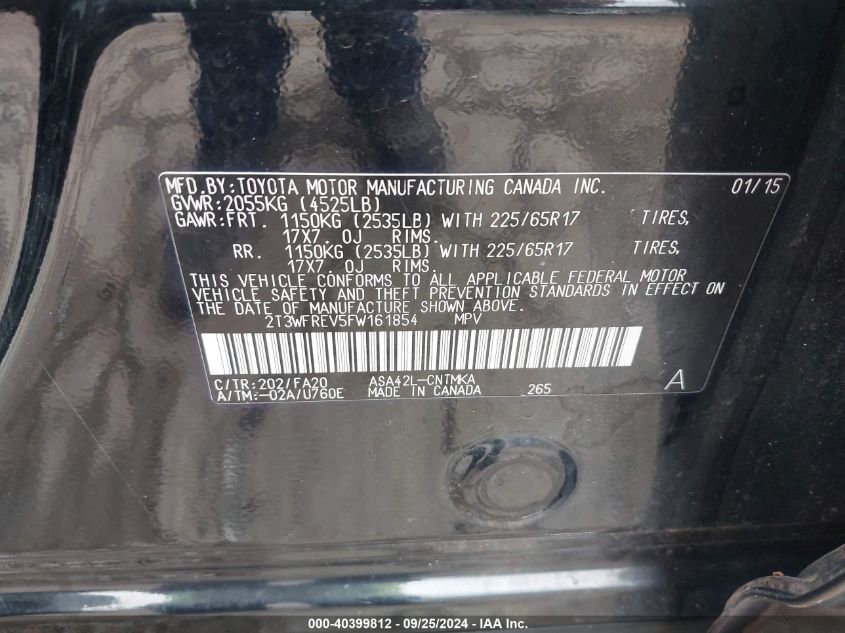 MFD.BY:TOYOTA MOTOR MANUFACTURING CANADA INC. 01/15
GVWR:2055KG (4525LB)
GAWR:FRT. 1150KG (2535LB) WITH 225/65R17 TIRES,
17X7.0J RIMS.
RR. 1150KG (2535LB) WITH 225/65R17 TIRES,
17X7.0J RIMS.
THIS VEHICLE CONFORMS TO ALL APPLICABLE FEDERAL MOTOR
VEHICLE SAFETY AND THEFT PREVENTION STANDARDS IN EFFECT ON
THE DATE OF MANUFACTURE SHOWN ABOVE.
2T3WFREV5FW161854 MPV
C/TR:202/FA20 ASA42L-CNTMKA A
A/TM:-02A/U760E MADE IN CANADA 265
000-40399812 - 09/25/2024 - IAA Inc.